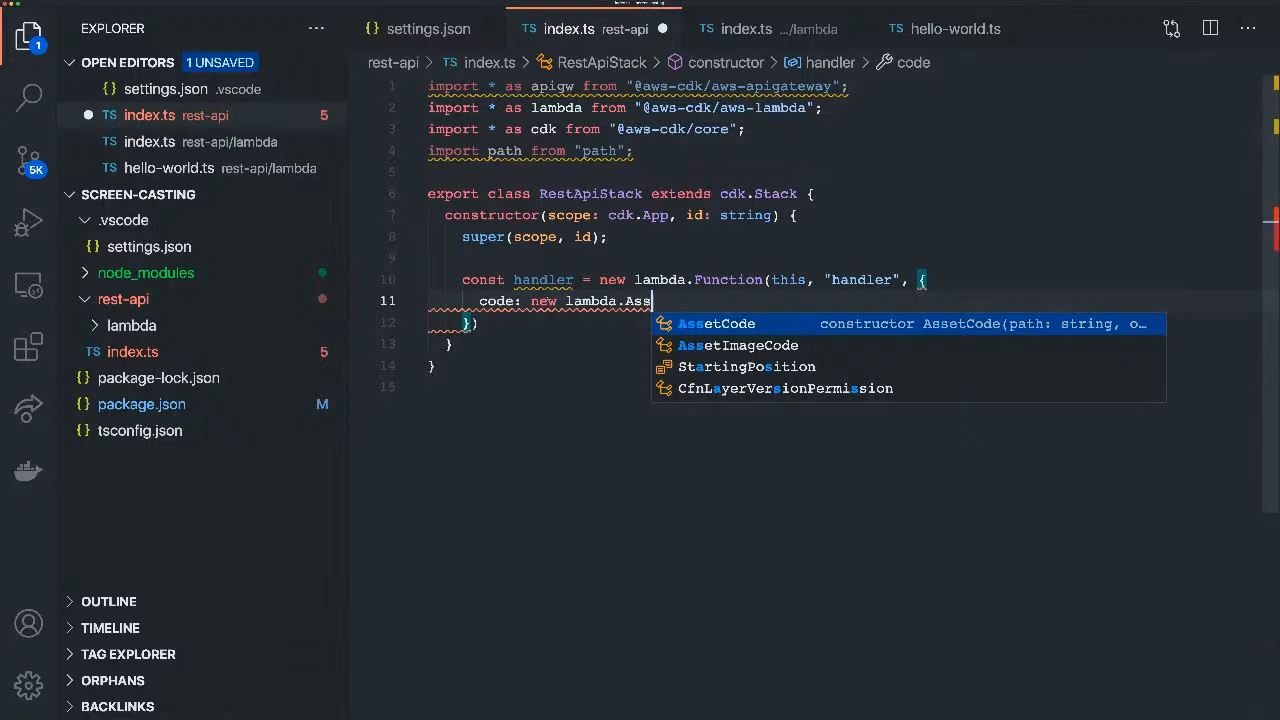 index.ts — screen-casting
EXPLORER
OPEN EDITORS 1 UNSAVED
settings.json .vscode
TS index.ts rest-api 5
TS index.ts rest-api/lambda
TS hello-world.ts rest-api/lambda
SCREEN-CASTING
.vscode
settings.json
node_modules
rest-api
lambda
TS index.ts 5
package-lock.json
package.json M
tsconfig.json
OUTLINE
TIMELINE
TAG EXPLORER
ORPHANS
BACKLINKS
1
5K
settings.json TS index.ts rest-api TS index.ts .../lambda TS hello-world.ts
rest-api > TS index.ts > RestApiStack > constructor > handler > code
1 import * as apigw from "@aws-cdk/aws-apigateway";
2 import * as lambda from "@aws-cdk/aws-lambda";
3 import * as cdk from "@aws-cdk/core";
4 import path from "path";
5
6 export class RestApiStack extends cdk.Stack {
7 constructor(scope: cdk.App, id: string) {
8 super(scope, id);
9
10 const handler = new lambda.Function(this, "handler", {
11 code: new lambda.Ass
12 })
13 }
14 }
15
AssetCode constructor AssetCode(path: string, o…
AssetImageCode
StartingPosition
CfnLayerVersionPermission